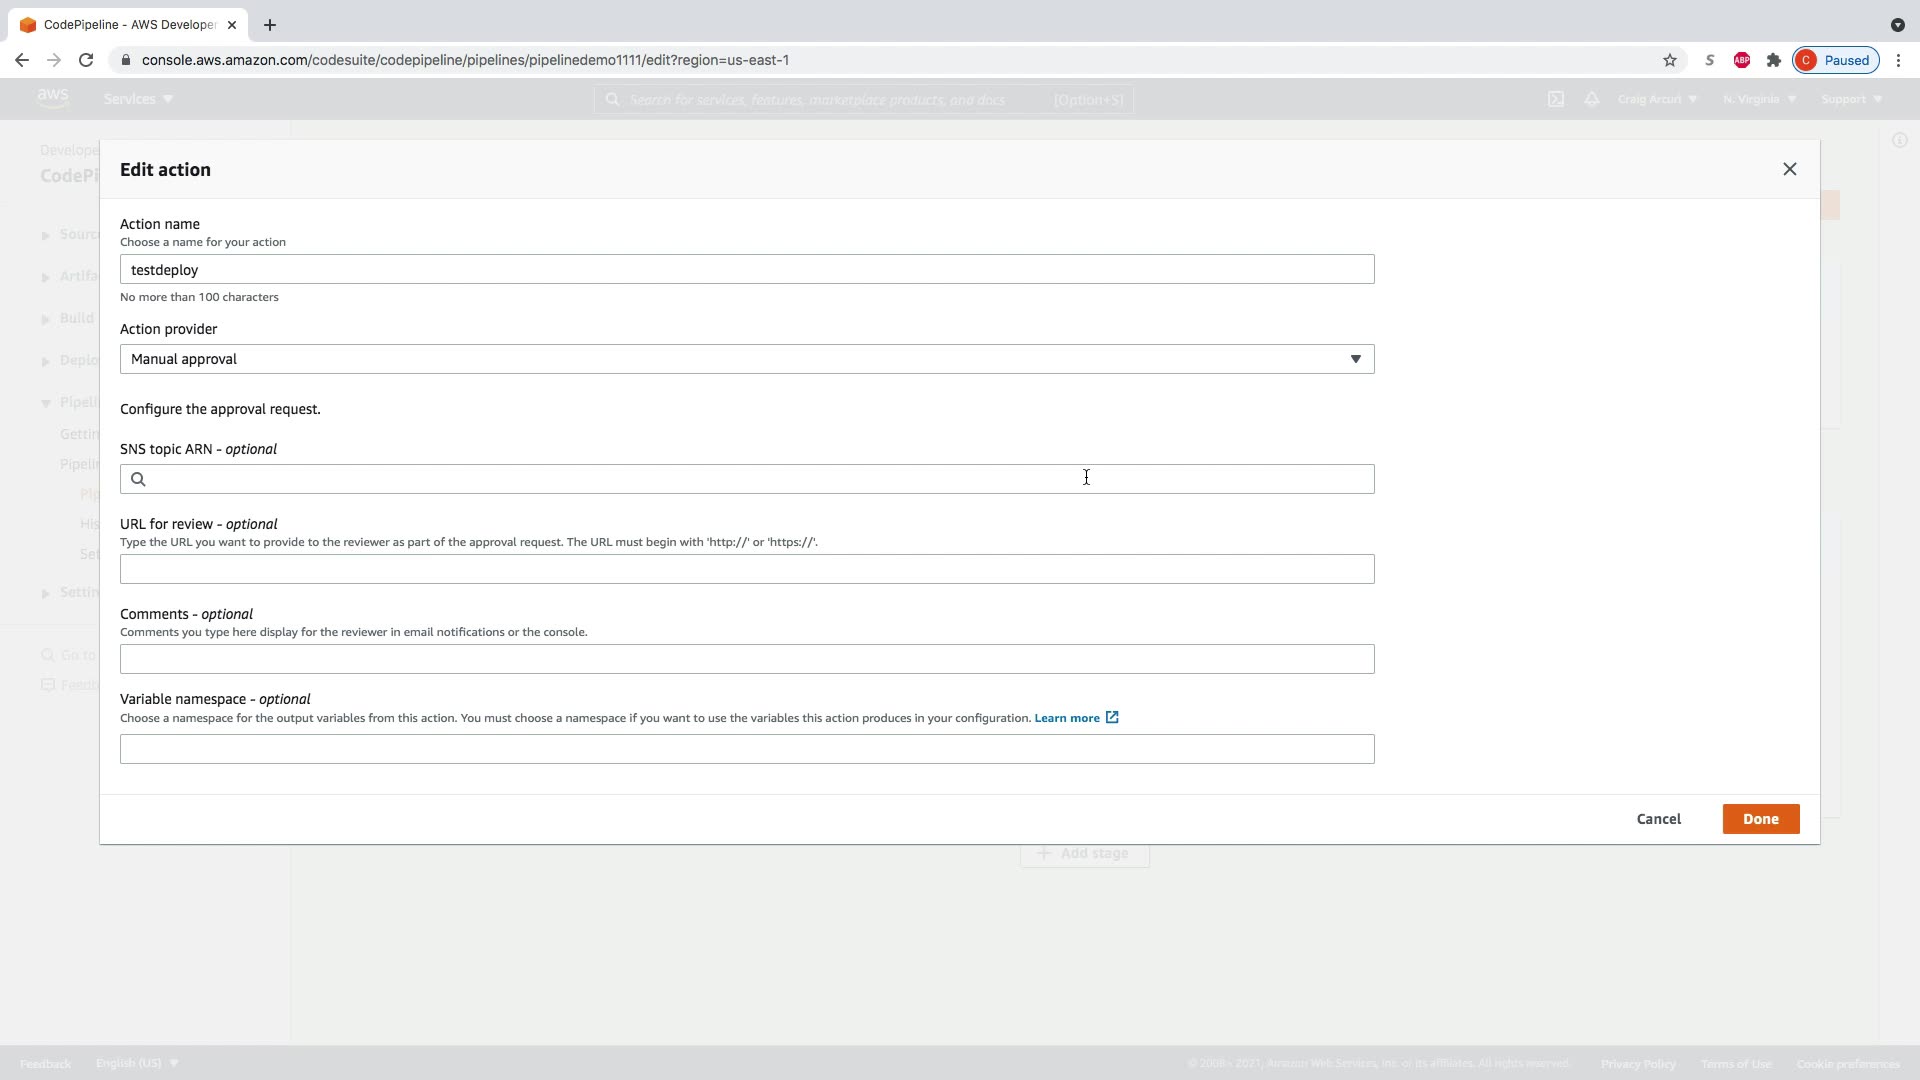 CodePipeline - AWS Developer
console.aws.amazon.com/codesuite/codepipeline/pipelines/pipelinedemo1111/edit?region=us-east-1
S
ABP
C Paused
aws
Services
Search for services, features, marketplace products, and docs [Option+S]
Craig Arcuri
N. Virginia
Support
Develope
CodePi
Edit action
Action name
Choose a name for your action
testdeploy
No more than 100 characters
Action provider
Manual approval
Configure the approval request.
SNS topic ARN - optional
URL for review - optional
Type the URL you want to provide to the reviewer as part of the approval request. The URL must begin with 'http://' or 'https://'.
Comments - optional
Comments you type here display for the reviewer in email notifications or the console.
Variable namespace - optional
Choose a namespace for the output variables from this action. You must choose a namespace if you want to use the variables this action produces in your configuration. Learn more
Cancel
Done
Sourc
Artifa
Build
Deplo
Pipeli
Gettin
Pipelin
Pip
His
Set
Settin
Go to
Feedb
Add stage
Feedback
English (US)
© 2008 - 2021, Amazon Web Services, Inc. or its affiliates. All rights reserved.
Privacy Policy
Terms of Use
Cookie preferences